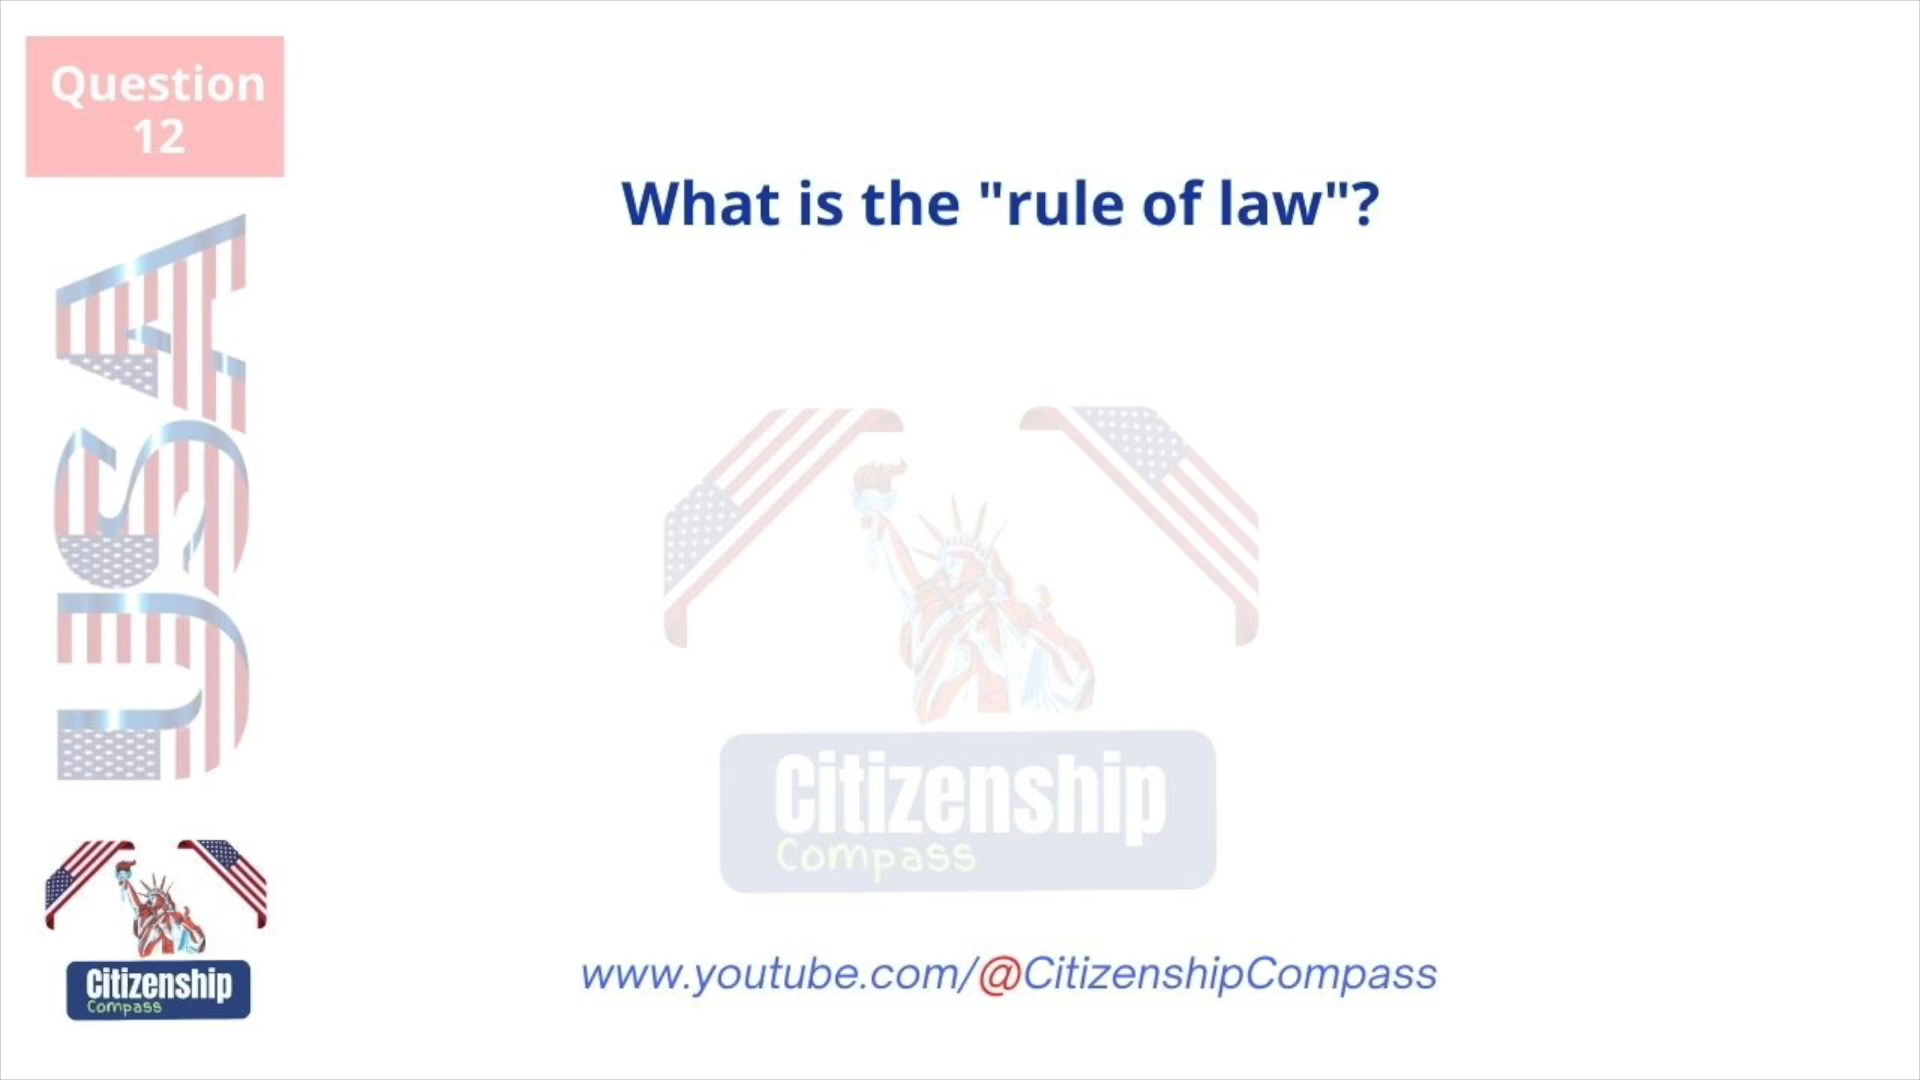 Question
12
What is the "rule of law"?
Citizenship
Compass
www.youtube.com/@CitizenshipCompass
USA
Citizenship
Compass